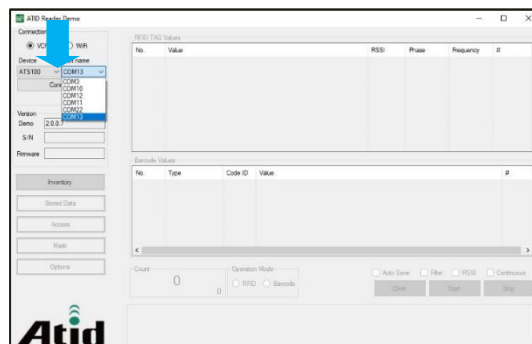 ATID Reader Demo
Connection
VCP WiFi
Device name
ATS100 COM13
COM3
COM10
COM12
COM11
COM22
COM13
Version
Demo 2.0.0.7
S/N
Firmware
Inventory
Stored Data
Access
Mask
Options
Atid
RFID TAG Values
No. Value RSSI Phase Frequency #
Barcode Values
No. Type Code ID Value #
Count
0
Operation Mode
RFID Barcode
Auto Save Filter RSSI Continuous
Clear Start Stop